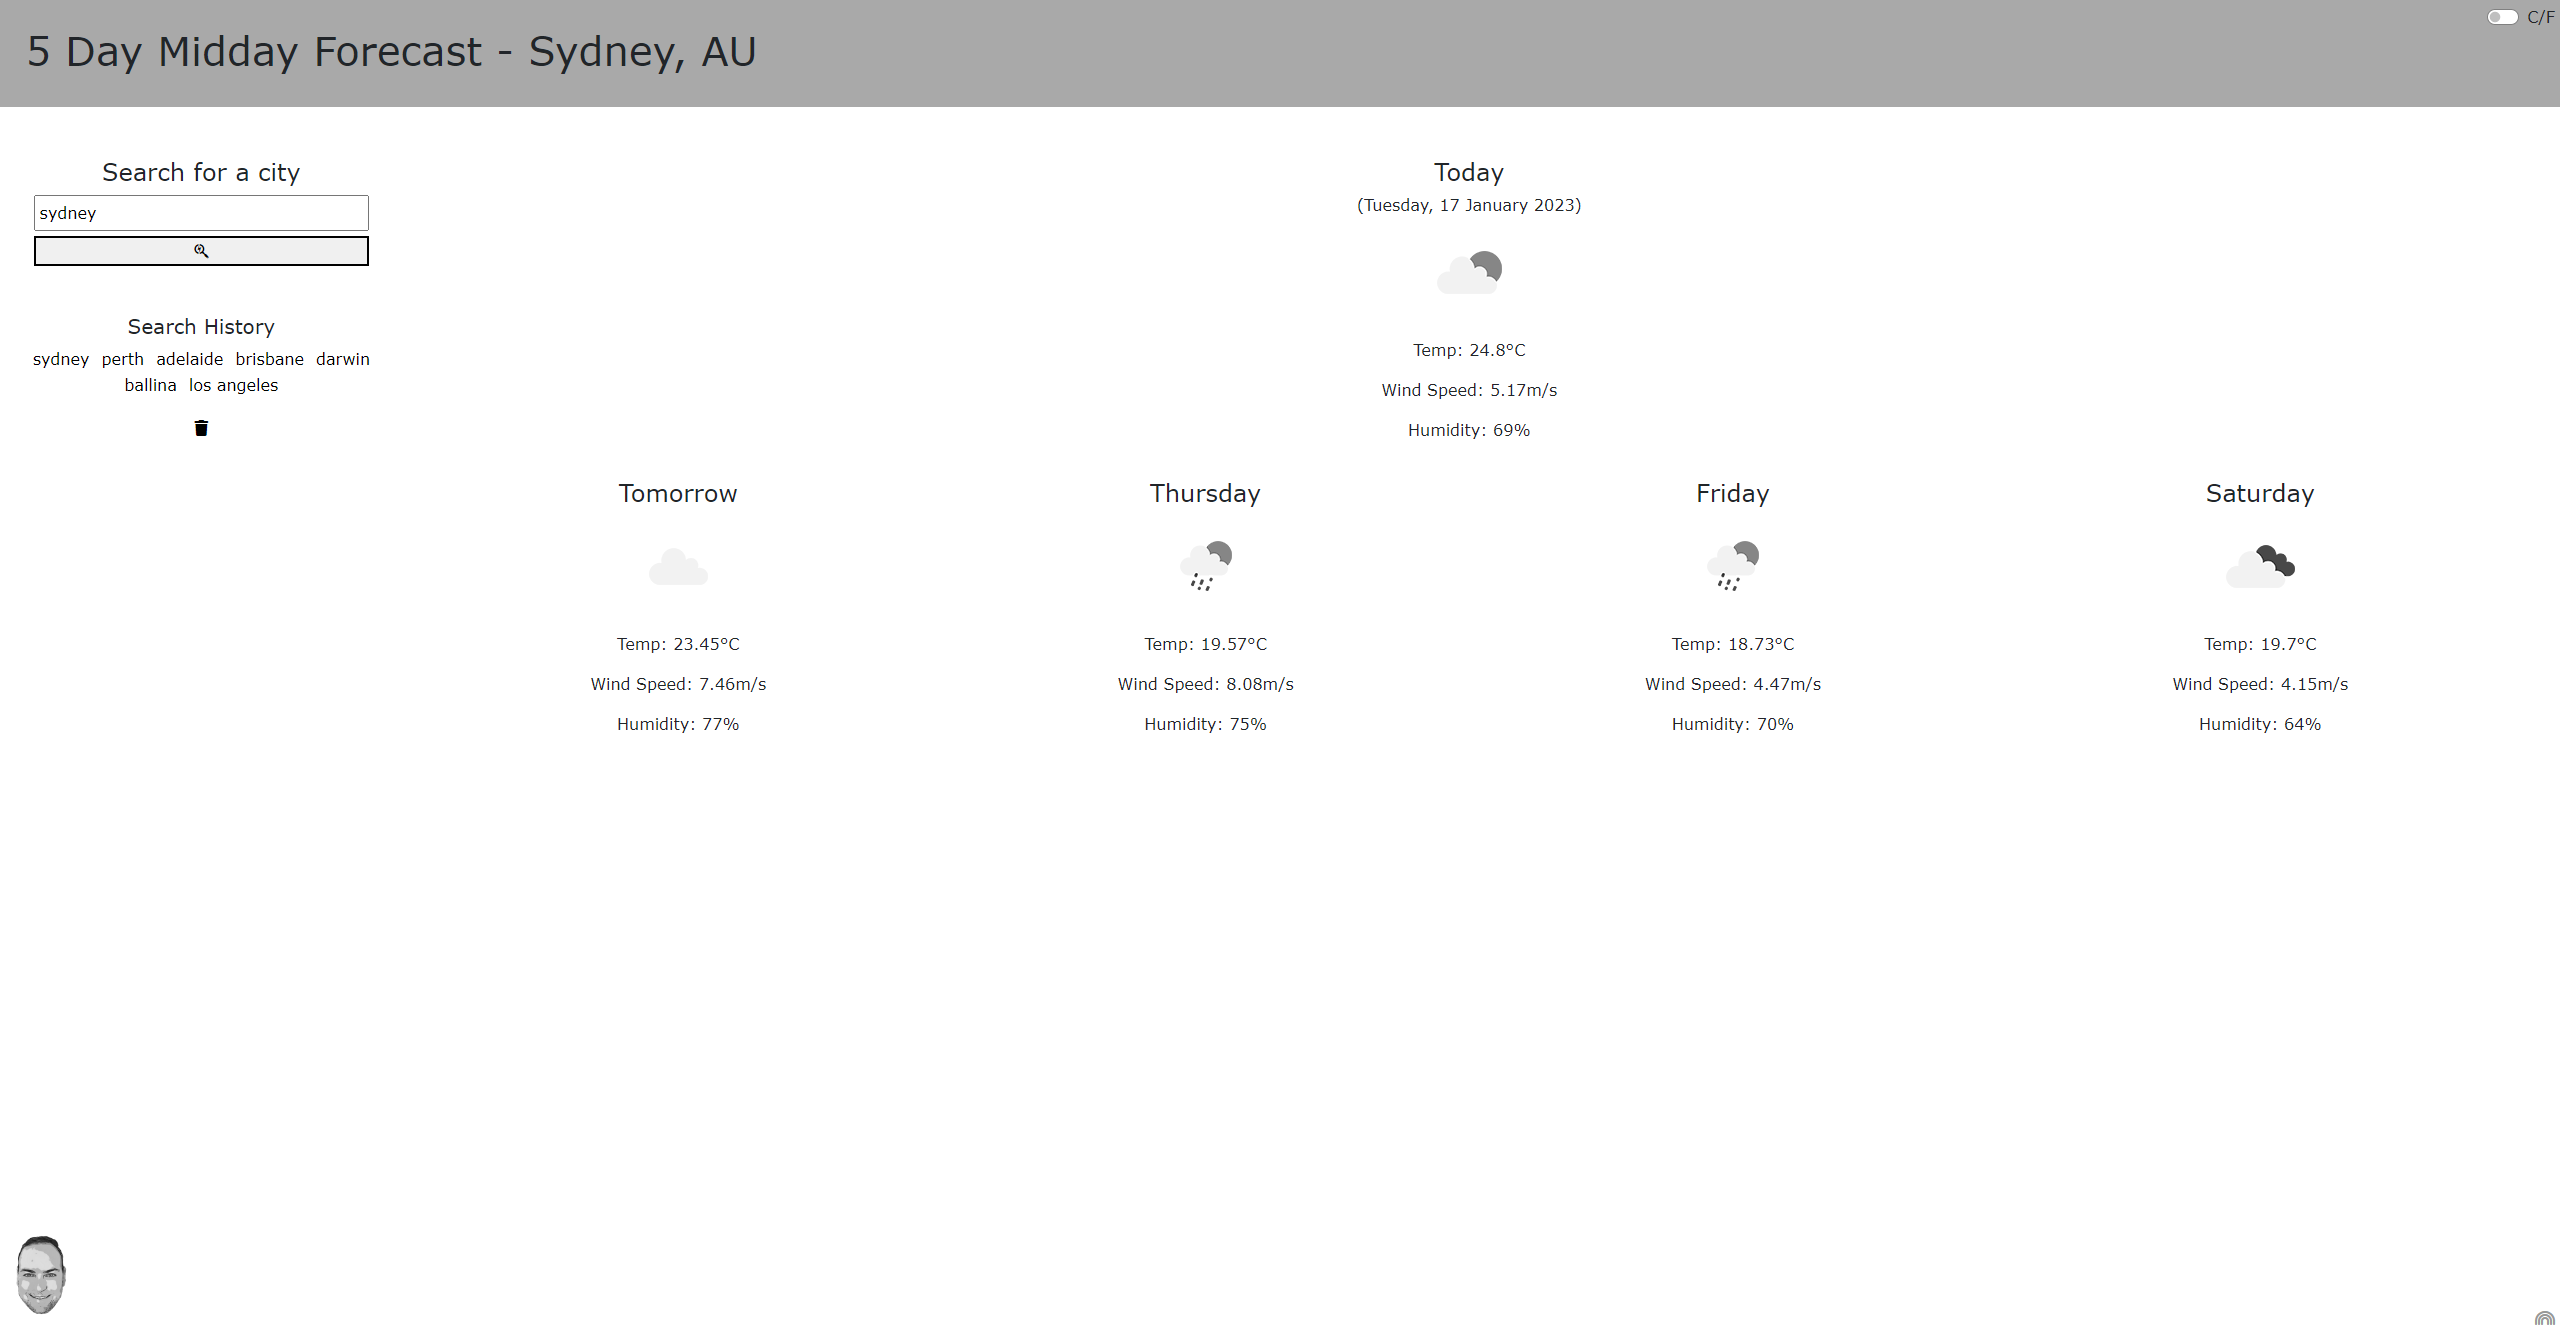 C/F
5 Day Midday Forecast - Sydney, AU
Search for a city
sydney
Search History
sydney perth adelaide brisbane darwin
ballina los angeles
Today
(Tuesday, 17 January 2023)
Temp: 24.8°C
Wind Speed: 5.17m/s
Humidity: 69%
Tomorrow
Temp: 23.45°C
Wind Speed: 7.46m/s
Humidity: 77%
Thursday
Temp: 19.57°C
Wind Speed: 8.08m/s
Humidity: 75%
Friday
Temp: 18.73°C
Wind Speed: 4.47m/s
Humidity: 70%
Saturday
Temp: 19.7°C
Wind Speed: 4.15m/s
Humidity: 64%